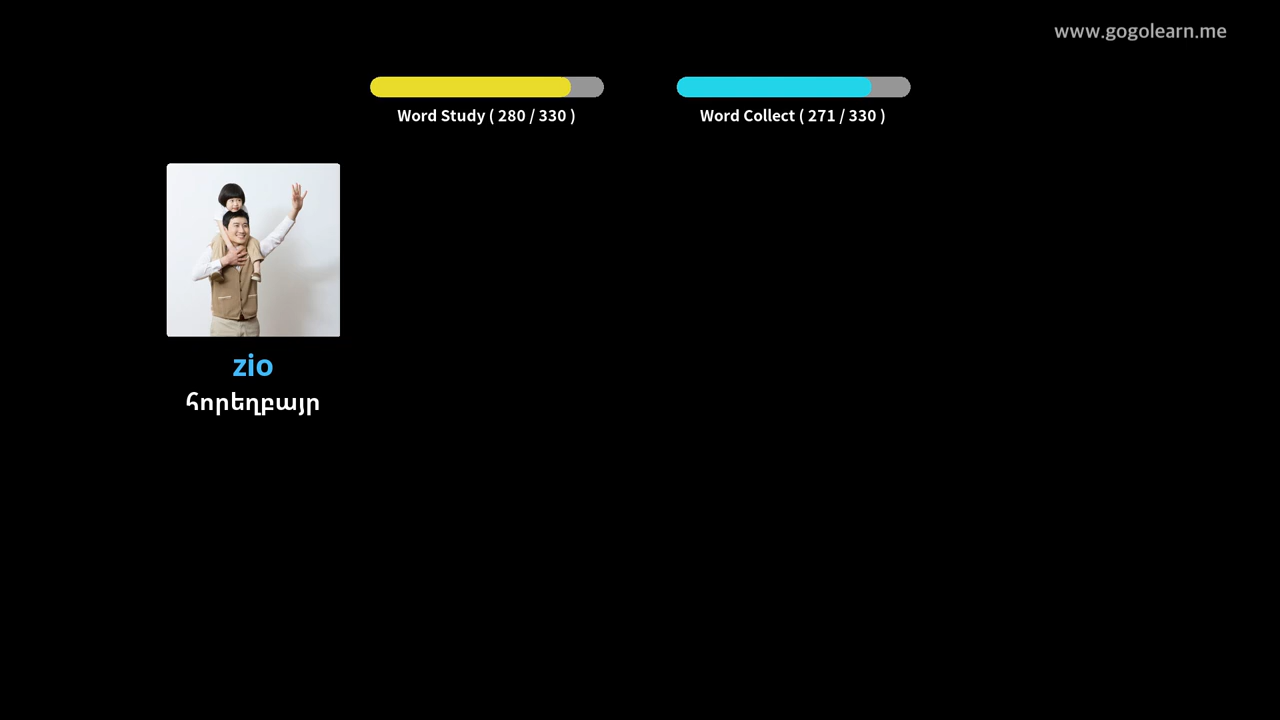 www.gogolearn.me
Word Study ( 280 / 330 )
Word Collect ( 271 / 330 )
zio
հորեղբայր